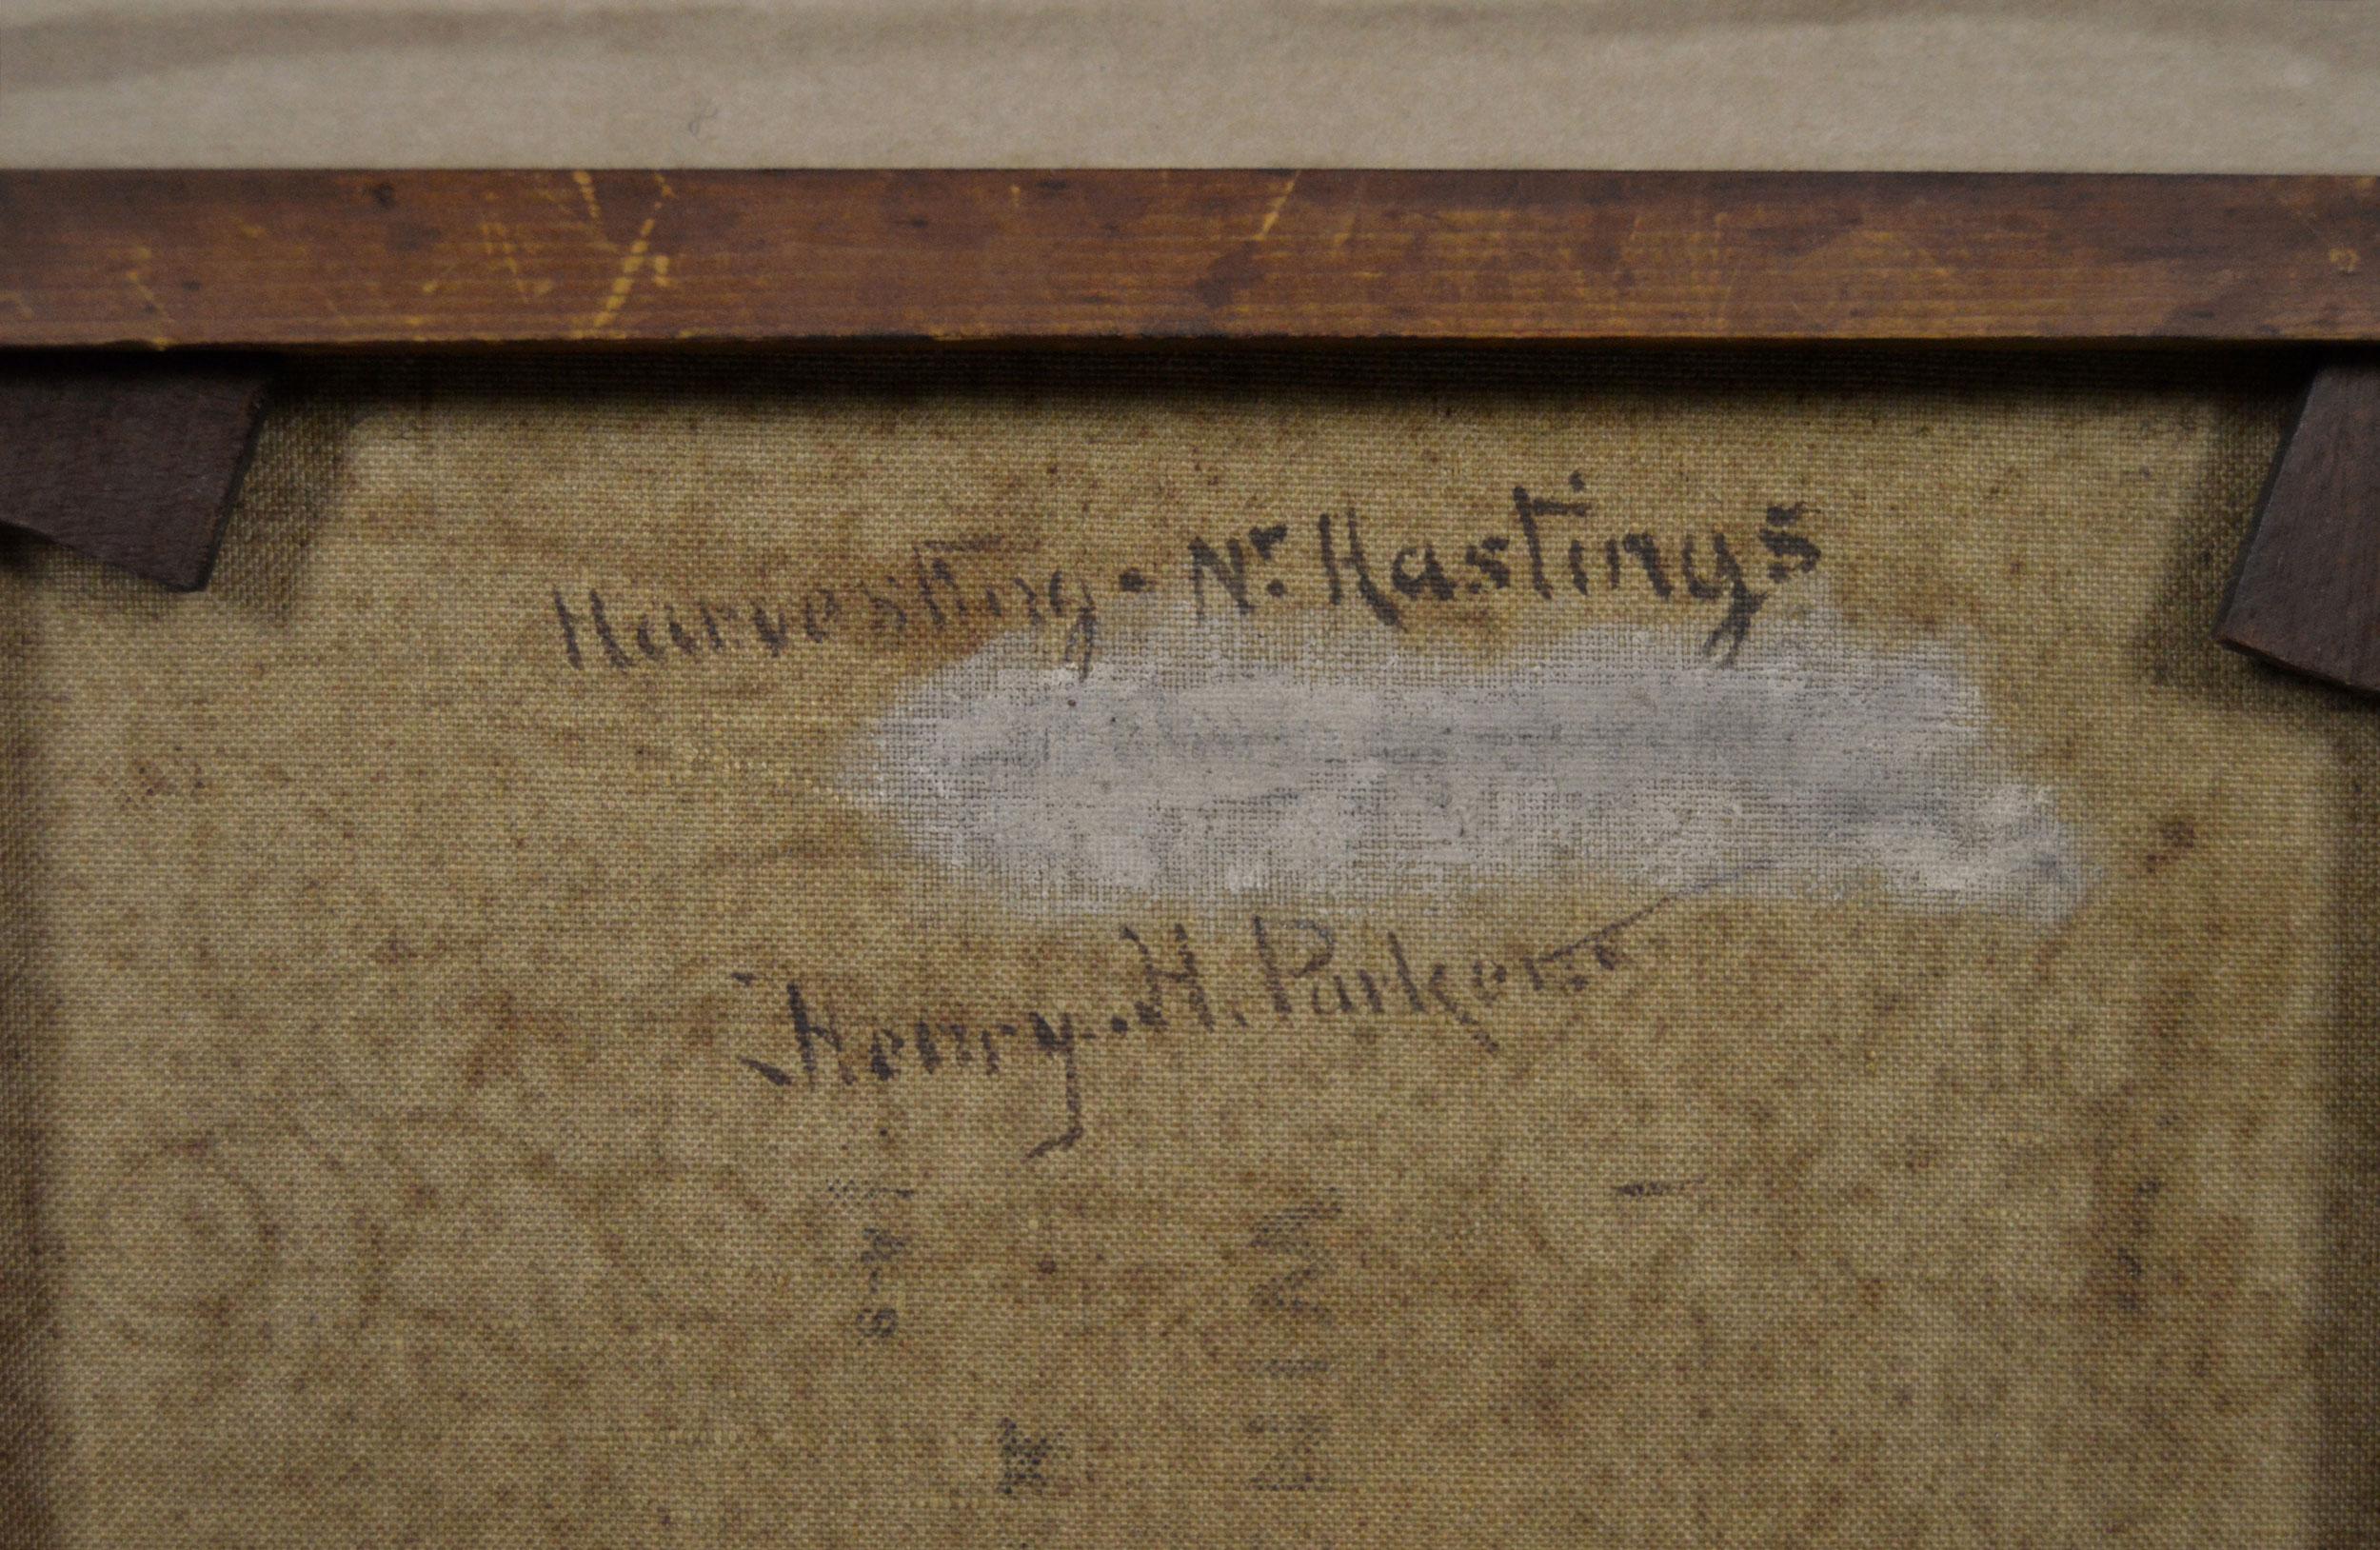 Harvesting - Nr. Hastings
Henry. H. Parker.